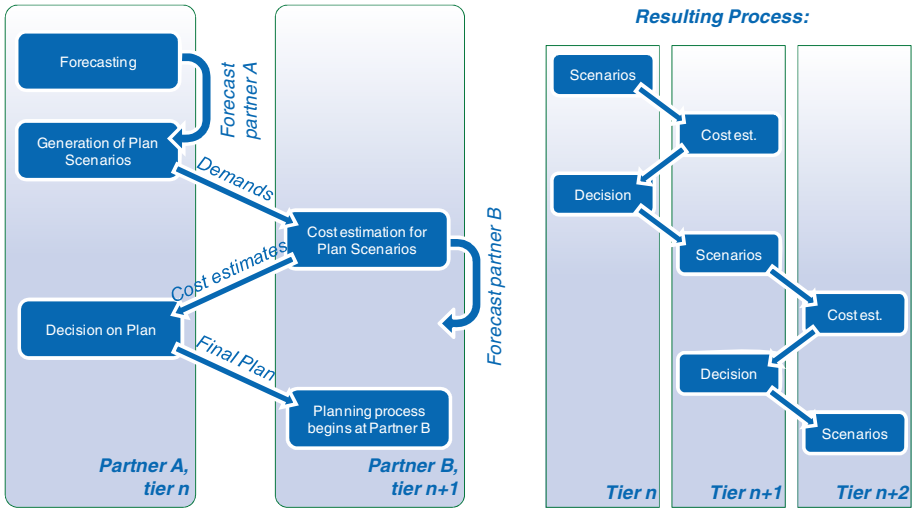 Forecasting
Forecast
partner A
Generation of Plan
Scenarios
Demands
Cost estimation for
Plan Scenarios
Cost estimates
Forecast partner B
Decision on Plan
Final Plan
Planning process
begins at Partner B
Partner A,
tier n
Partner B,
tier n+1
Resulting Process:
Scenarios
Cost est.
Decision
Scenarios
Cost est.
Decision
Scenarios
Tier n
Tier n+1
Tier n+2